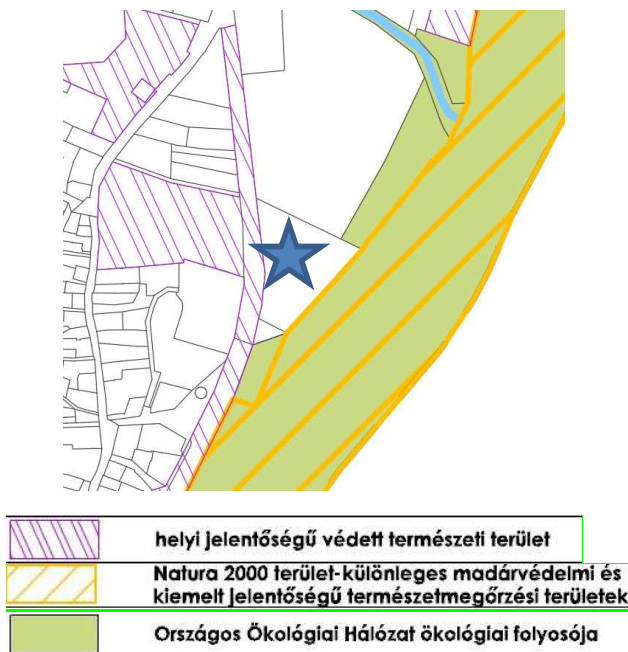 helyi jelentőségű védett természeti terület
Natura 2000 terület-különleges madárvédelmi és
kiemelt jelentőségű természetmegőrzési területek
Országos Ökológiai Hálózat ökológiai folyosója